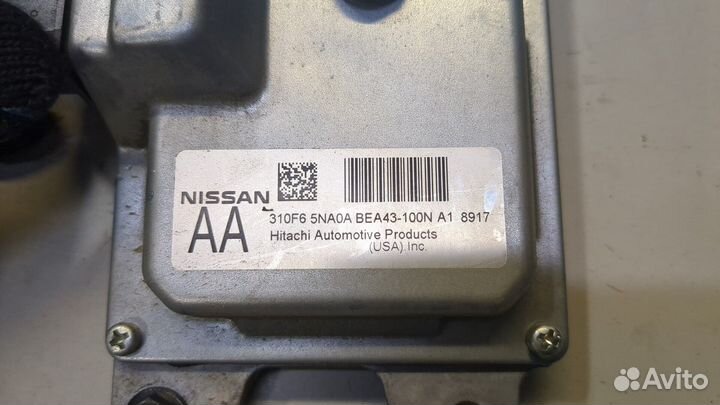 NISSAN
AA
310F6 5NA0A BEA43-100N A1 8917
Hitachi Automotive Products
(USA) Inc.
Avito